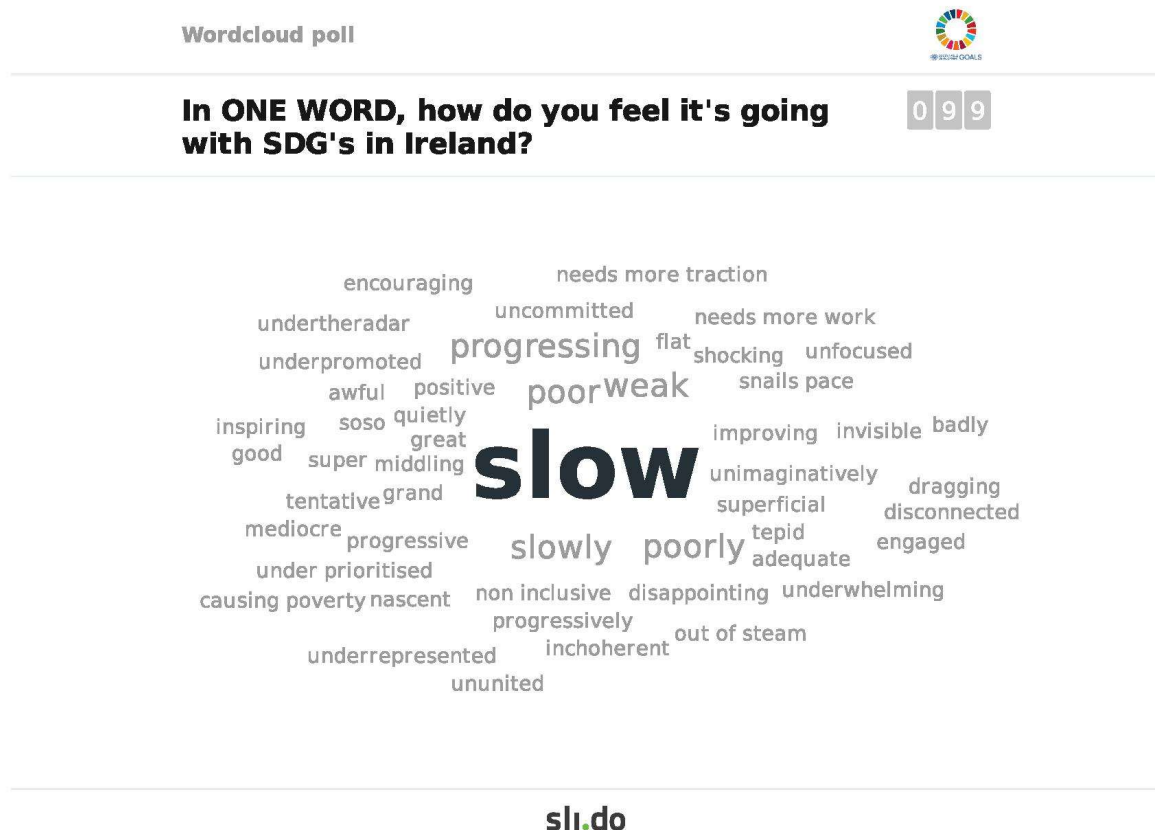 Wordcloud poll
GOALS
In ONE WORD, how do you feel it's going
with SDG's in Ireland?
099
encouraging
needs more traction
uncommitted
undertheradar
needs more work
progressing
flat
shocking
unfocused
underpromoted
awful
positive
poor
weak
snails pace
inspiring
soso
quietly
great
improving
invisible
badly
good
super
middling
slow
unimaginatively
tentative
grand
superficial
dragging
disconnected
mediocre
progressive
slowly
poorly
tepid
adequate
engaged
under prioritised
causing poverty
nascent
non inclusive
disappointing
underwhelming
progressively
out of steam
underrepresented
inchoherent
ununited
sli.do